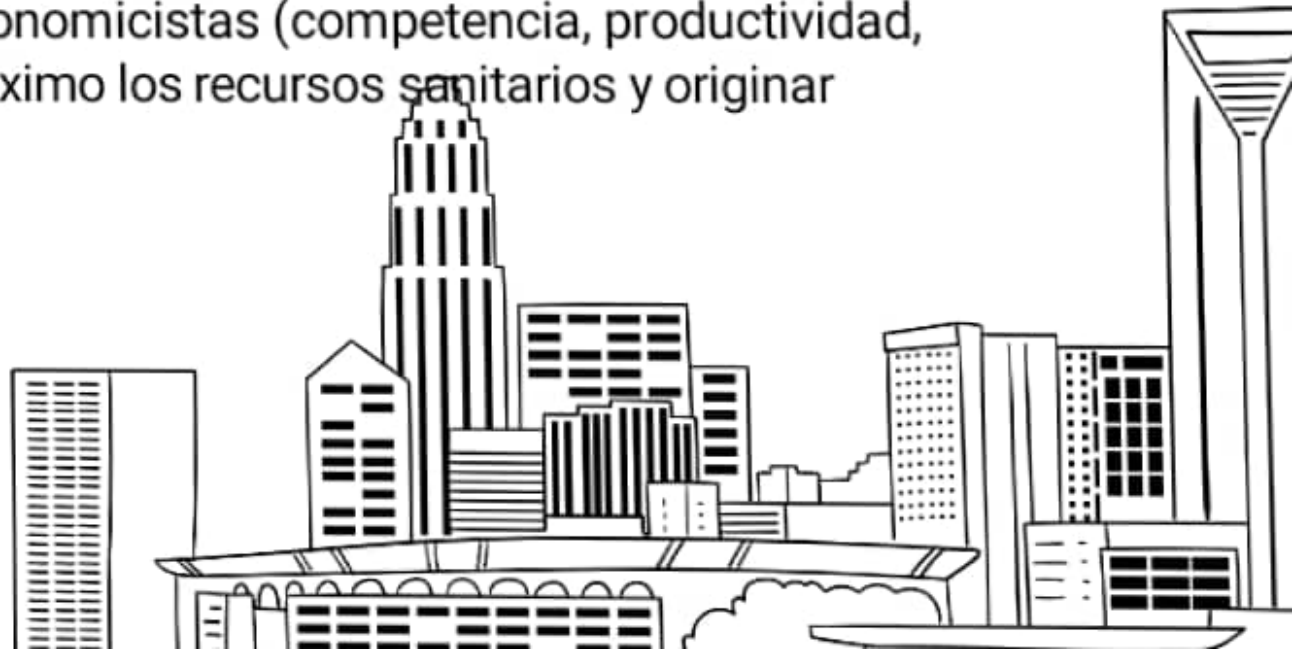 onomicistas (competencia, productividad,
ximo los recursos sanitarios y originar